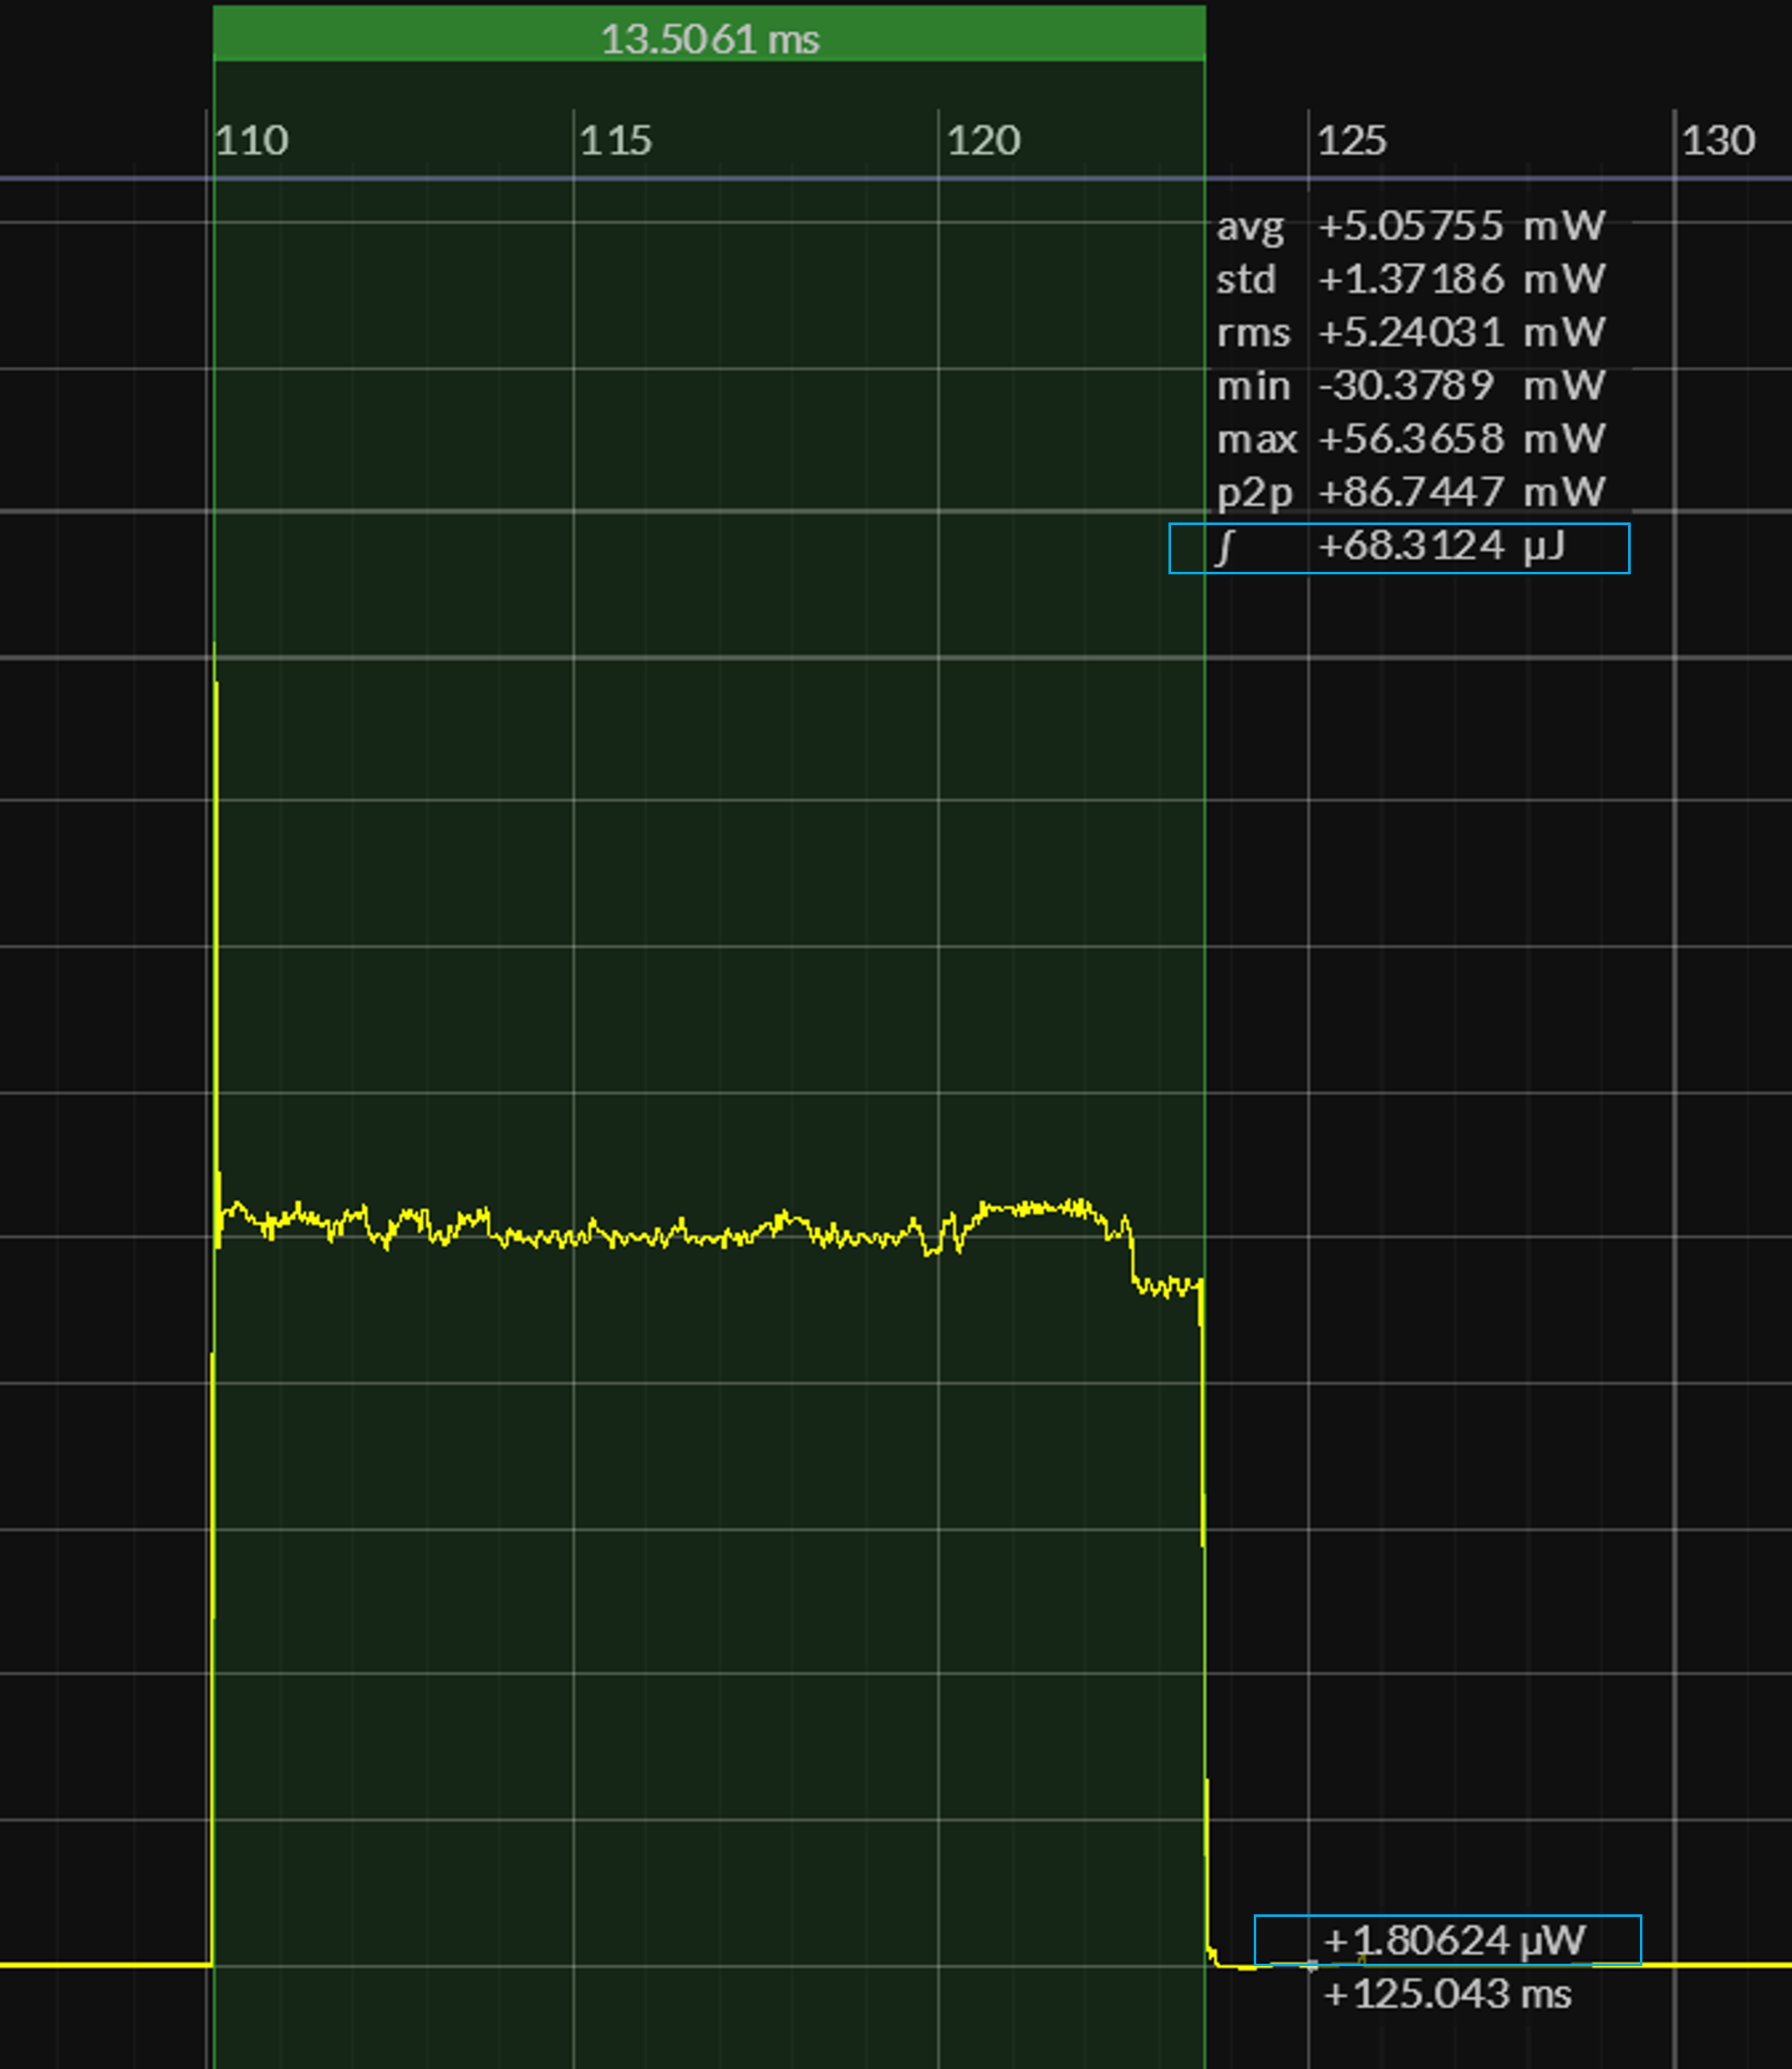 13.5061 ms
110 115 120 125 130
avg +5.05755 mW
std +1.37186 mW
rms +5.24031 mW
min -30.3789 mW
max +56.3658 mW
p2p +86.7447 mW
∫ +68.3124 µJ
+1.80624 µW
+125.043 ms